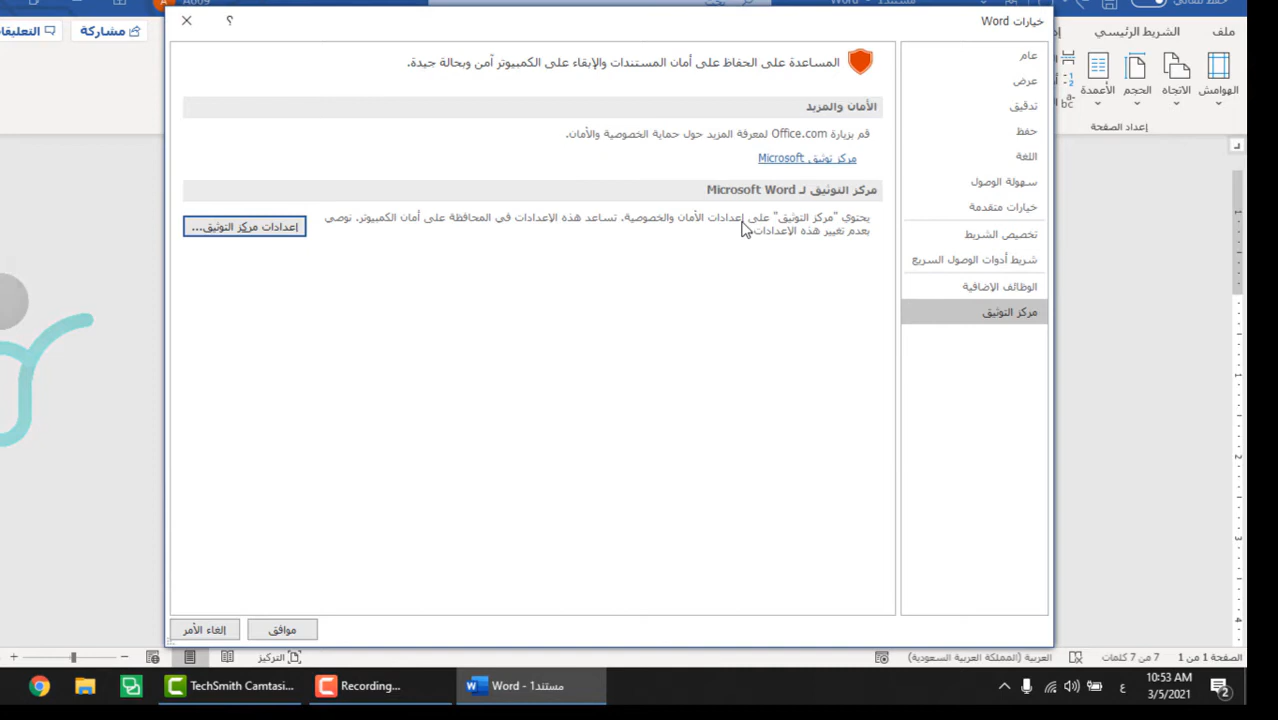 خيارات Word
مشاركة
التعليقات
ملف
الشريط الرئيسي
الهوامش
الاتجاه
الحجم
الأعمدة
إعداد الصفحة
عام
عرض
تدقيق
حفظ
اللغة
سهولة الوصول
خيارات متقدمة
تخصيص الشريط
شريط أدوات الوصول السريع
الوظائف الإضافية
مركز التوثيق
المساعدة على الحفاظ على أمان المستندات والإبقاء على الكمبيوتر آمن وبحالة جيدة.
الأمان والمزيد
قم بزيارة Office.com لمعرفة المزيد حول حماية الخصوصية والأمان.
مركز توثيق Microsoft
مركز التوثيق لـ Microsoft Word
يحتوي "مركز التوثيق" على إعدادات الأمان والخصوصية. تساعد هذه الإعدادات في المحافظة على أمان الكمبيوتر. نوصي
بعدم تغيير هذه الإعدادات.
إعدادات مركز التوثيق...
موافق
إلغاء الأمر
الصفحة 1 من 1
7 من 7 كلمات
العربية (المملكة العربية السعودية)
التركيز
TechSmith Camtasi...
Recording...
مستند1 - Word
ع
10:53 AM
3/5/2021
2